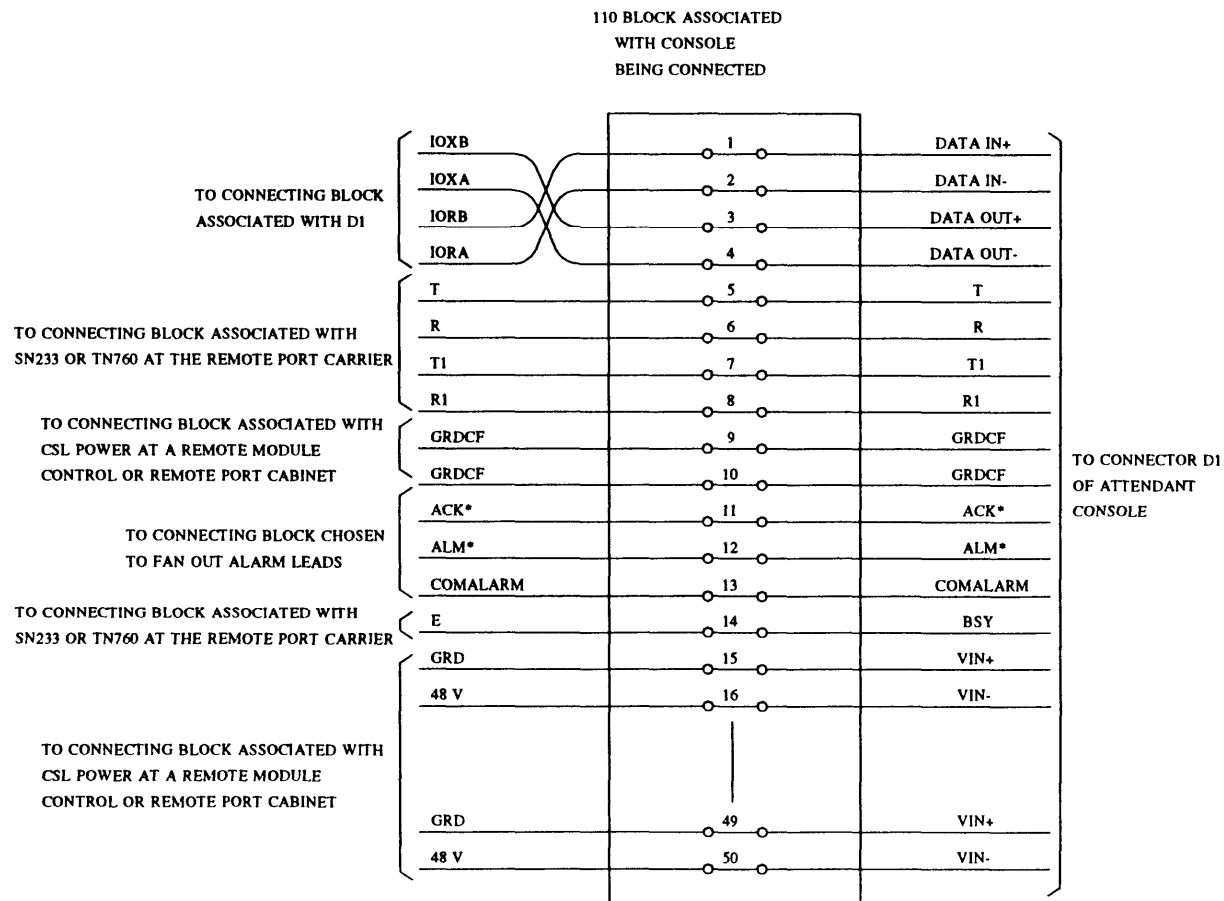 110 BLOCK ASSOCIATED
WITH CONSOLE
BEING CONNECTED
TO CONNECTING BLOCK
ASSOCIATED WITH D1
IOXB 1 DATA IN+
IOXA 2 DATA IN-
IORB 3 DATA OUT+
IORA 4 DATA OUT-
TO CONNECTING BLOCK ASSOCIATED WITH
SN233 OR TN760 AT THE REMOTE PORT CARRIER
T 5 T
R 6 R
T1 7 T1
R1 8 R1
TO CONNECTING BLOCK ASSOCIATED WITH
CSL POWER AT A REMOTE MODULE
CONTROL OR REMOTE PORT CABINET
GRDCF 9 GRDCF
GRDCF 10 GRDCF
TO CONNECTING BLOCK CHOSEN
TO FAN OUT ALARM LEADS
ACK* 11 ACK*
ALM* 12 ALM*
COMALARM 13 COMALARM
TO CONNECTING BLOCK ASSOCIATED WITH
SN233 OR TN760 AT THE REMOTE PORT CARRIER
E 14 BSY
TO CONNECTING BLOCK ASSOCIATED WITH
CSL POWER AT A REMOTE MODULE
CONTROL OR REMOTE PORT CABINET
GRD 15 VIN+
48 V 16 VIN-
GRD 49 VIN+
48 V 50 VIN-
TO CONNECTOR D1
OF ATTENDANT
CONSOLE